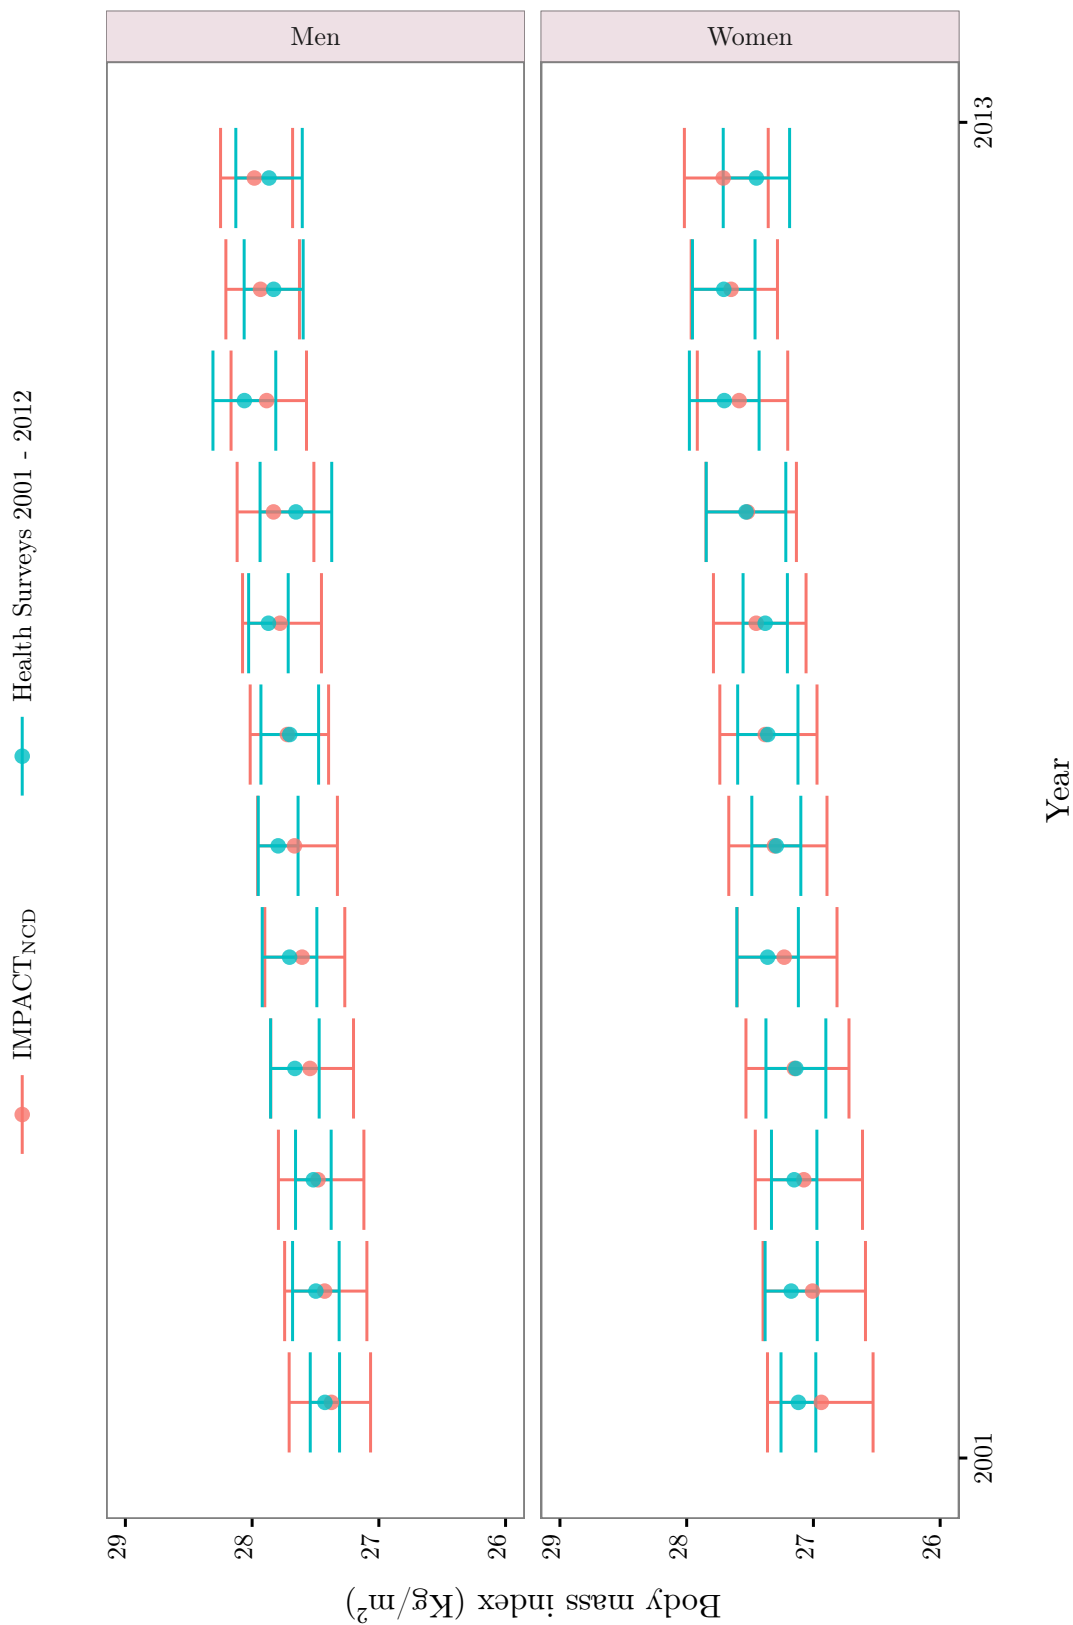 Men
Women
IMPACT_NCD
Health Surveys 2001 - 2012
29
28
27
26
29
28
27
26
2001
2013
Year
Body mass index (Kg/m²)